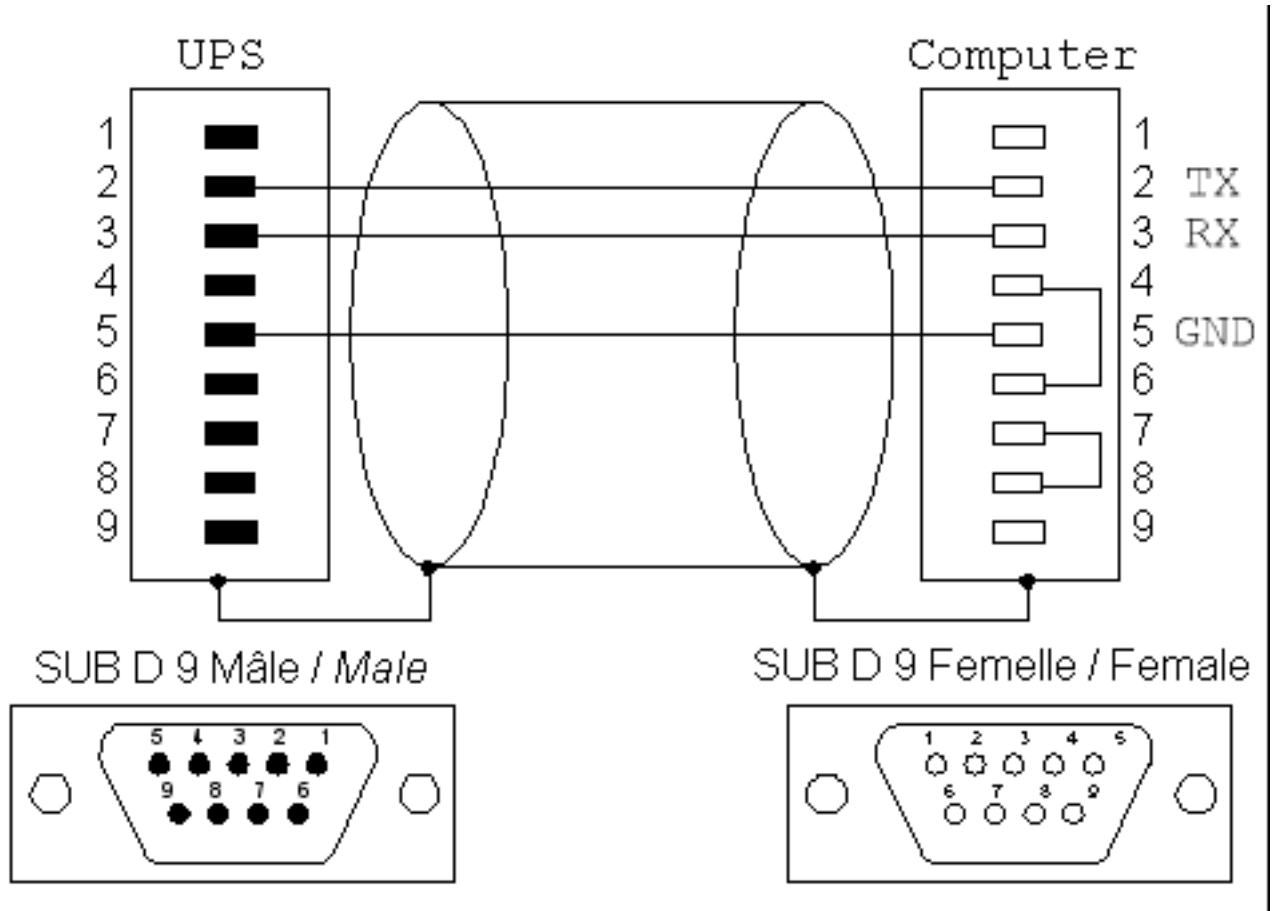 UPS Computer
1 1
2 2 TX
3 3 RX
4 4
5 5 GND
6 6
7 7
8 8
9 9
SUB D 9 Mâle / Male SUB D 9 Femelle / Female
5 4 3 2 1 1 2 3 4 5
9 8 7 6 6 7 8 9